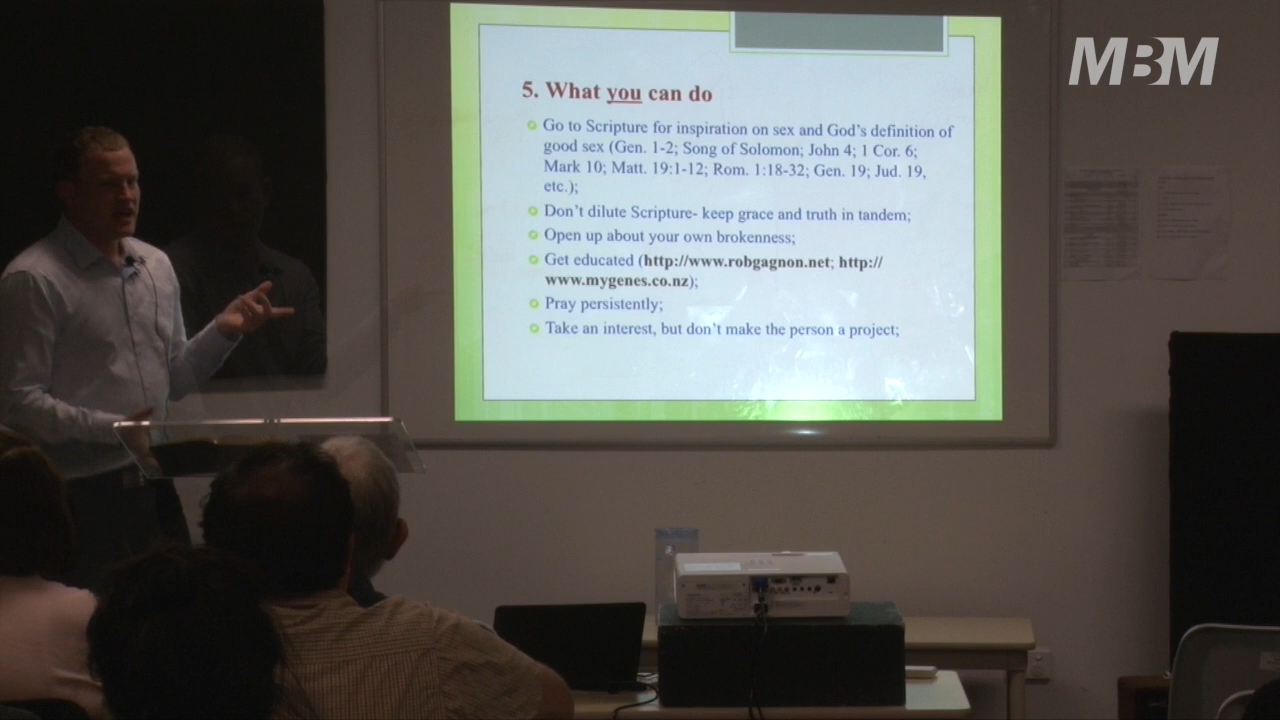 MBM
5. What you can do
Go to Scripture for inspiration on sex and God's definition of
good sex (Gen. 1-2; Song of Solomon; John 4; 1 Cor. 6;
Mark 10; Matt. 19:1-12; Rom. 1:18-32; Gen. 19; Jud. 19,
etc.);
Don't dilute Scripture- keep grace and truth in tandem;
Open up about your own brokenness;
Get educated (http://www.robgagnon.net; http://
www.mygenes.co.nz);
Pray persistently;
Take an interest, but don't make the person a project;